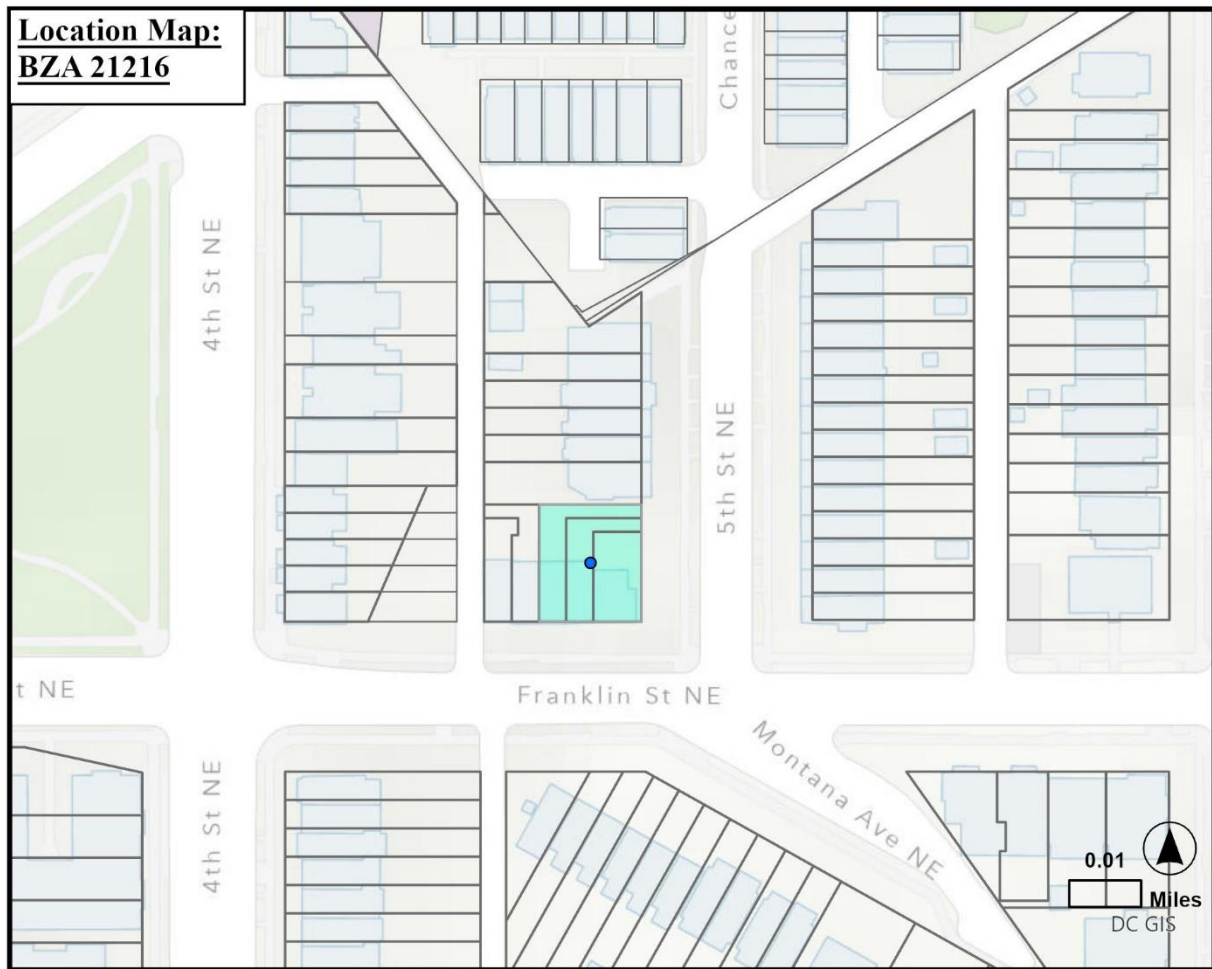 Location Map:
BZA 21216
Chance
4th St NE
5th St NE
t NE
Franklin St NE
Montana Ave NE
4th St NE
0.01
Miles
DC GIS